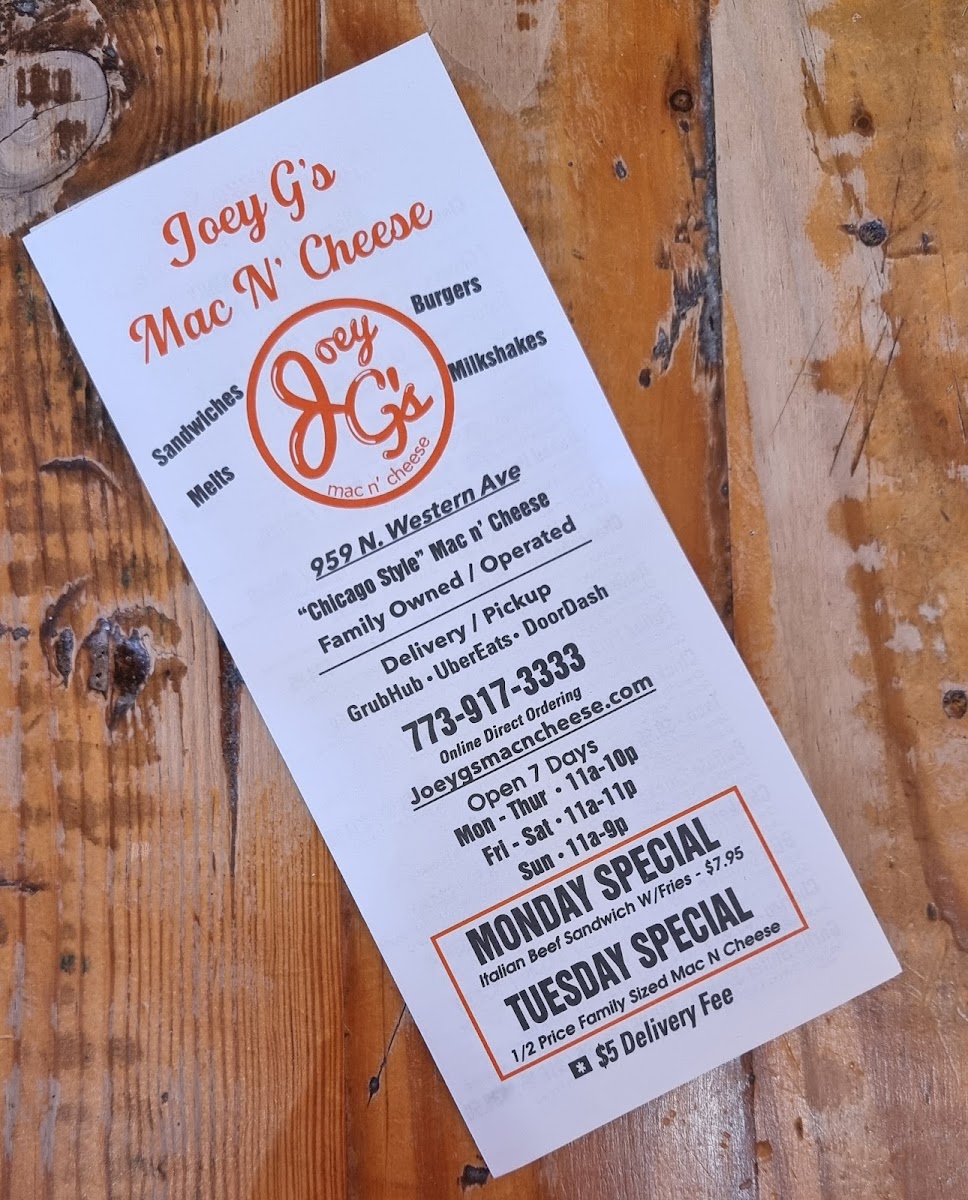 Joey G's
Mac N' Cheese
Burgers
Milkshakes
Sandwiches
Melts
Joey
G's
mac n' cheese
959 N. Western Ave
“Chicago Style” Mac n' Cheese
Family Owned / Operated
Delivery / Pickup
GrubHub • UberEats • DoorDash
773-917-3333
Online Direct Ordering
Joeygsmacncheese.com
Open 7 Days
Mon - Thur • 11a-10p
Fri - Sat • 11a-11p
Sun • 11a-9p
MONDAY SPECIAL
Italian Beef Sandwich W/Fries - $7.95
TUESDAY SPECIAL
1/2 Price Family Sized Mac N Cheese
* $5 Delivery Fee